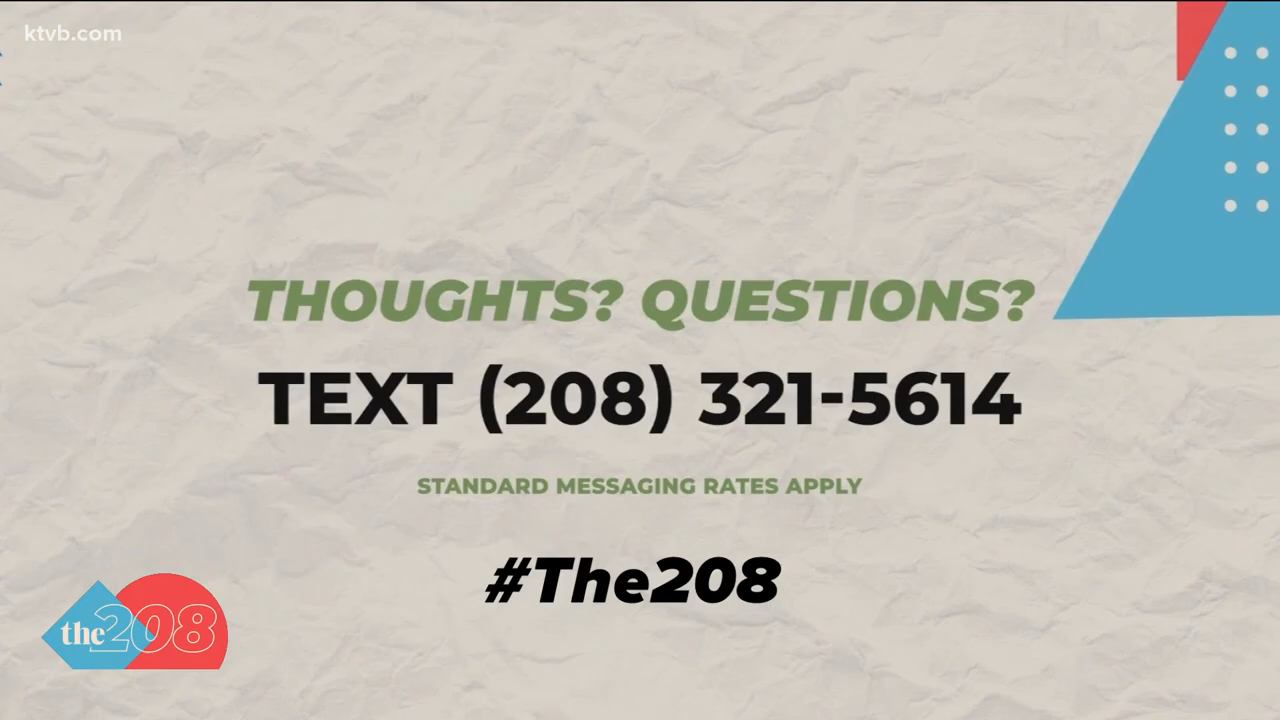 ktvb.com
THOUGHTS? QUESTIONS?
TEXT (208) 321-5614
STANDARD MESSAGING RATES APPLY
#The208
the208